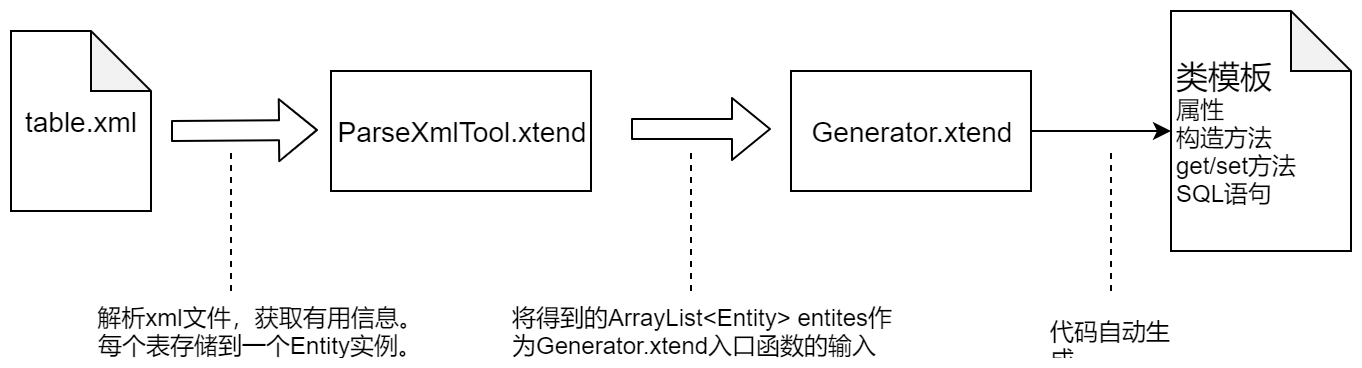 table.xml
ParseXmlTool.xtend
Generator.xtend
类模板
属性
构造方法
get/set方法
SQL语句
解析xml文件，获取有用信息。
每个表存储到一个Entity实例。
将得到的ArrayList<Entity> entites作
为Generator.xtend入口函数的输入
代码自动生
成